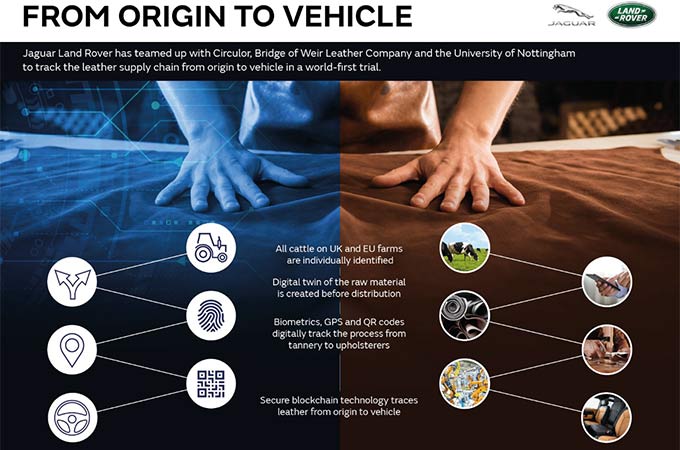 FROM ORIGIN TO VEHICLE
JAGUAR
LAND-
ROVER
Jaguar Land Rover has teamed up with Circulor, Bridge of Weir Leather Company and the University of Nottingham
to track the leather supply chain from origin to vehicle in a world-first trial.
All cattle on UK and EU farms
are individually identified
Digital twin of the raw material
is created before distribution
Biometrics, GPS and QR codes
digitally track the process from
tannery to upholsterers
Secure blockchain technology traces
leather from origin to vehicle